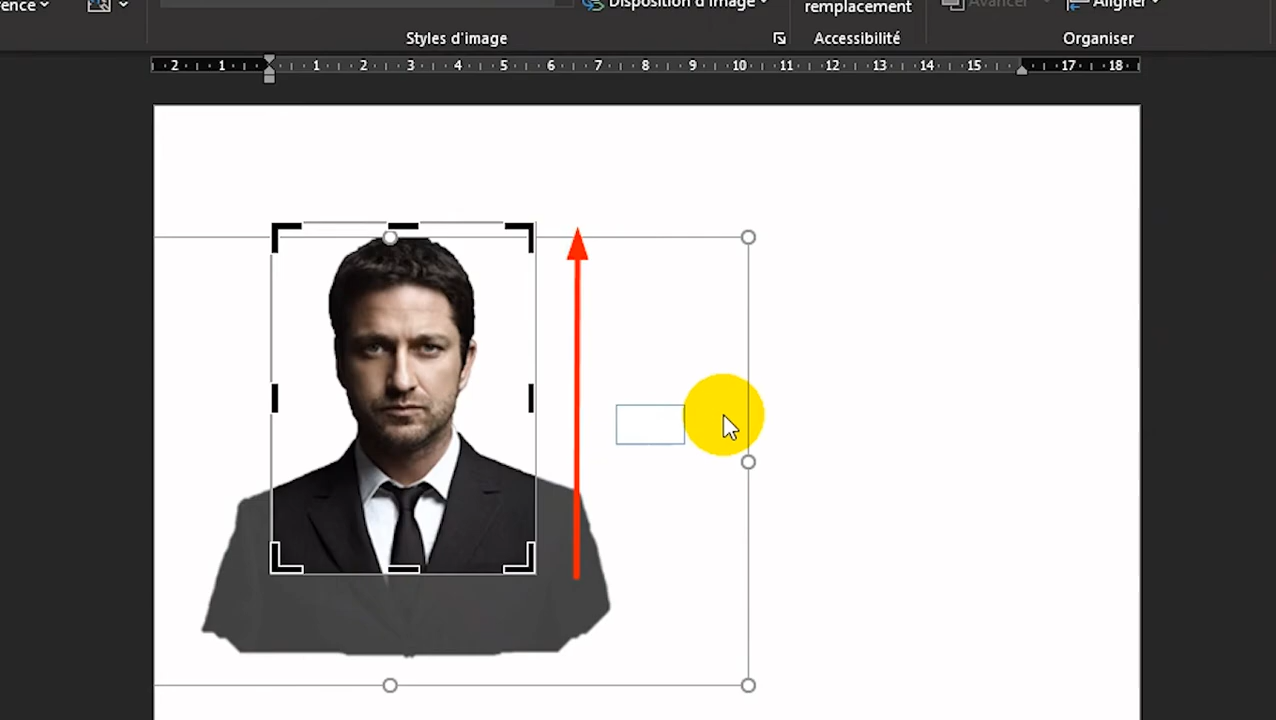 Disposition d'image
remplacement
Avancer
Aligner
Styles d'image
Accessibilité
Organiser
2 1 1 2 3 4 5 6 7 8 9 10 11 12 13 14 15 17 18